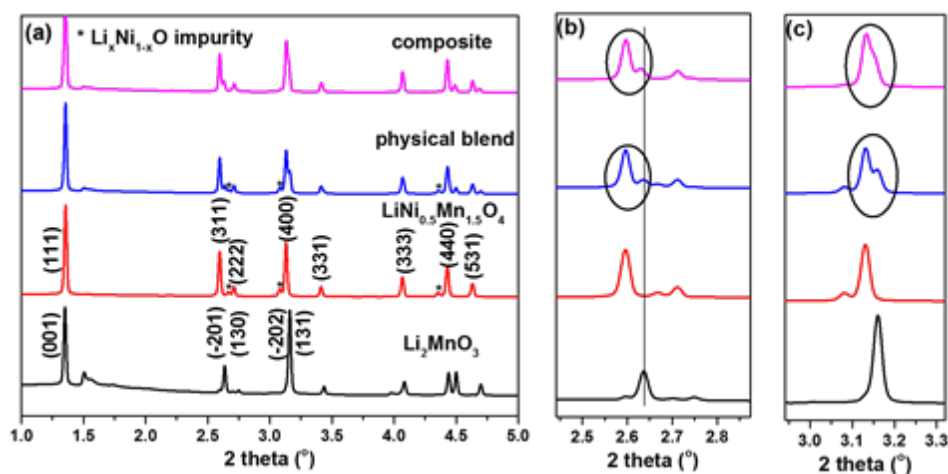 (a)
* LiₓNi₁₋ₓO impurity
composite
physical blend
LiNi₀.₅Mn₁.₅O₄
(111)
(311)
*
(222)
*
(400)
(331)
(333)
*
(440)
(531)
* * *
Li₂MnO₃
(001)
(-201)
(130)
(-202)
(131)
1.0 1.5 2.0 2.5 3.0 3.5 4.0 4.5 5.0
2 theta (°)
(b)
2.5 2.6 2.7 2.8
2 theta (°)
(c)
3.0 3.1 3.2 3.3
2 theta (°)